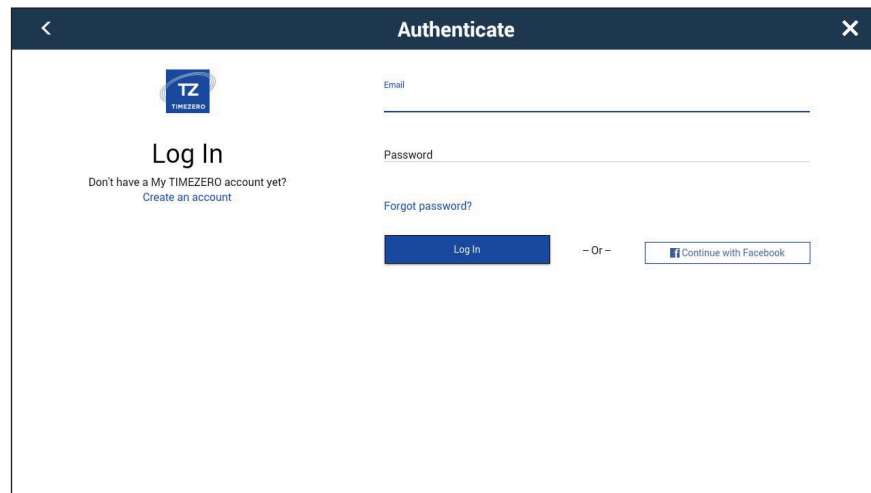 Authenticate
TZ
TIMEZERO
Log In
Don't have a My TIMEZERO account yet?
Create an account
Email
Password
Forgot password?
Log In
– Or –
Continue with Facebook